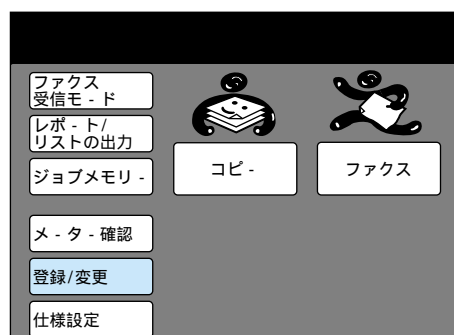 ファクス
受信モ-ド
レポ-ト/
リストの出力
ジョブメモリ-
コピ-
ファクス
メ-タ-確認
登録/変更
仕様設定